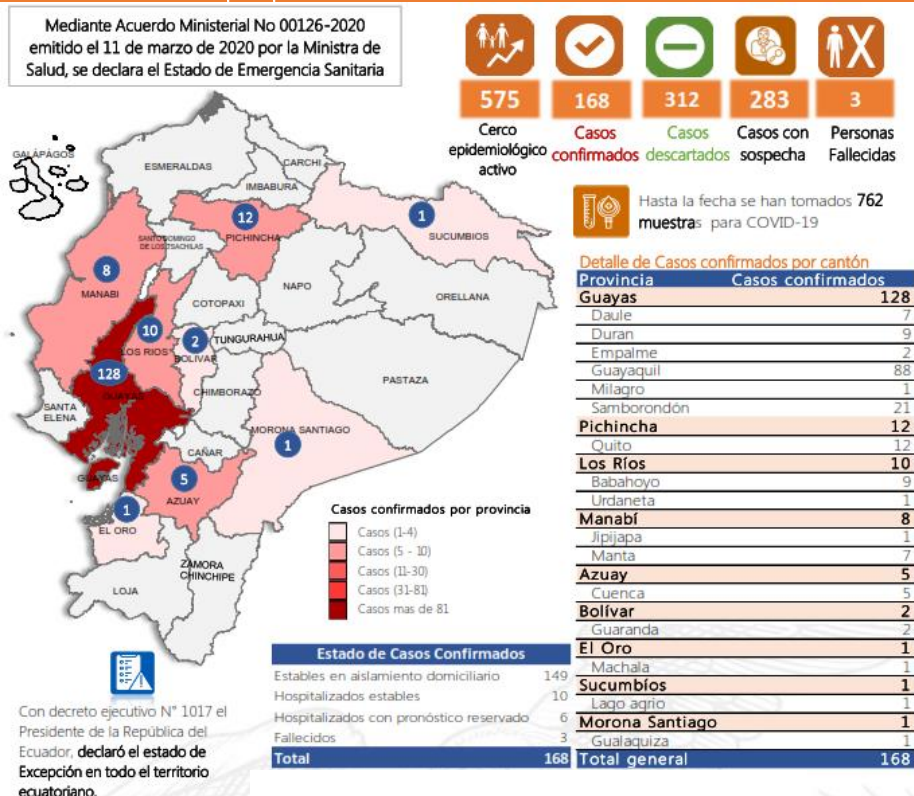 Mediante Acuerdo Ministerial No 00126-2020
emitido el 11 de marzo de 2020 por la Ministra de
Salud, se declara el Estado de Emergencia Sanitaria
575
168
312
283
3
Cerco
epidemiológico
activo
Casos
confirmados
Casos
descartados
Casos con
sospecha
Personas
Fallecidas
Hasta la fecha se han tomados 762
muestras para COVID-19
GALÁPAGOS
ESMERALDAS
CARCHI
IMBABURA
12
PICHINCHA
1
SUCUMBIOS
SANTO DOMINGO
DE LOS TSACHILAS
8
MANABI
NAPO
ORELLANA
COTOPAXI
10
LOS RIOS
2
BOLIVAR
TUNGURAHUA
128
GUAYAS
CHIMBORAZO
PASTAZA
SANTA
ELENA
MORONA SANTIAGO
1
CAÑAR
GUAYAS
5
AZUAY
1
EL ORO
ZAMORA
CHINCHIPE
LOJA
Casos confirmados por provincia
Casos (1-4)
Casos (5 - 10)
Casos (11-30)
Casos (31-81)
Casos mas de 81
Detalle de Casos confirmados por cantón
Provincia Casos confirmados
Guayas 128
Daule 7
Duran 9
Empalme 2
Guayaquil 88
Milagro 1
Samborondón 21
Pichincha 12
Quito 12
Los Ríos 10
Babahoyo 9
Urdaneta 1
Manabí 8
Jipijapa 1
Manta 7
Azuay 5
Cuenca 5
Bolívar 2
Guaranda 2
El Oro 1
Machala 1
Sucumbíos 1
Lago agrio 1
Morona Santiago 1
Gualaquiza 1
Total general 168
Estado de Casos Confirmados
Estables en aislamiento domiciliario 149
Hospitalizados estables 10
Hospitalizados con pronóstico reservado 6
Fallecidos 3
Total 168
Con decreto ejecutivo N° 1017 el
Presidente de la República del
Ecuador, declaró el estado de
Excepción en todo el territorio
ecuatoriano.